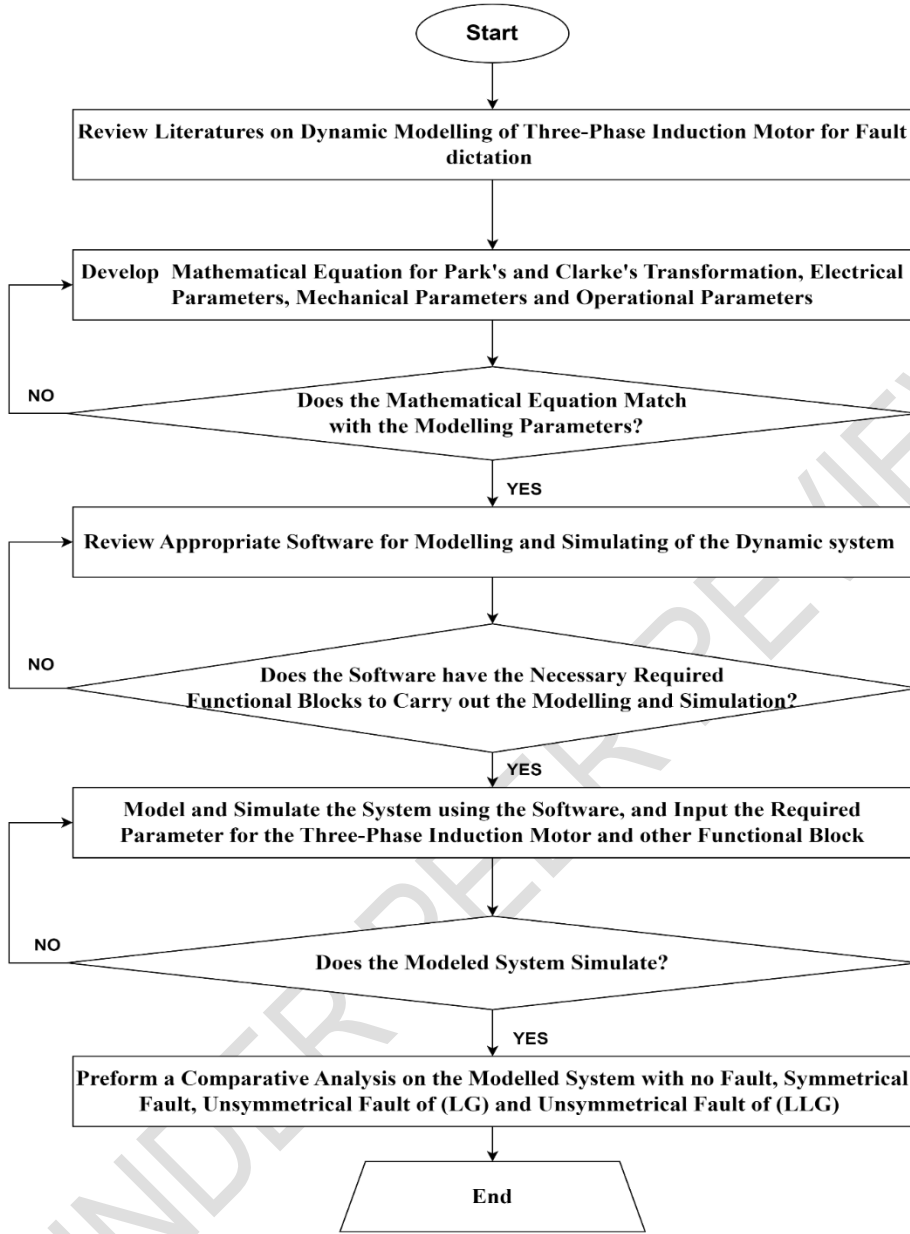 Start
Review Literatures on Dynamic Modelling of Three-Phase Induction Motor for Fault
dictation
Develop Mathematical Equation for Park's and Clarke's Transformation, Electrical
Parameters, Mechanical Parameters and Operational Parameters
NO
Does the Mathematical Equation Match
with the Modelling Parameters?
YES
Review Appropriate Software for Modelling and Simulating of the Dynamic system
NO
Does the Software have the Necessary Required
Functional Blocks to Carry out the Modelling and Simulation?
YES
Model and Simulate the System using the Software, and Input the Required
Parameter for the Three-Phase Induction Motor and other Functional Block
NO
Does the Modeled System Simulate?
YES
Preform a Comparative Analysis on the Modelled System with no Fault, Symmetrical
Fault, Unsymmetrical Fault of (LG) and Unsymmetrical Fault of (LLG)
End
UNDER PEER REVIEW